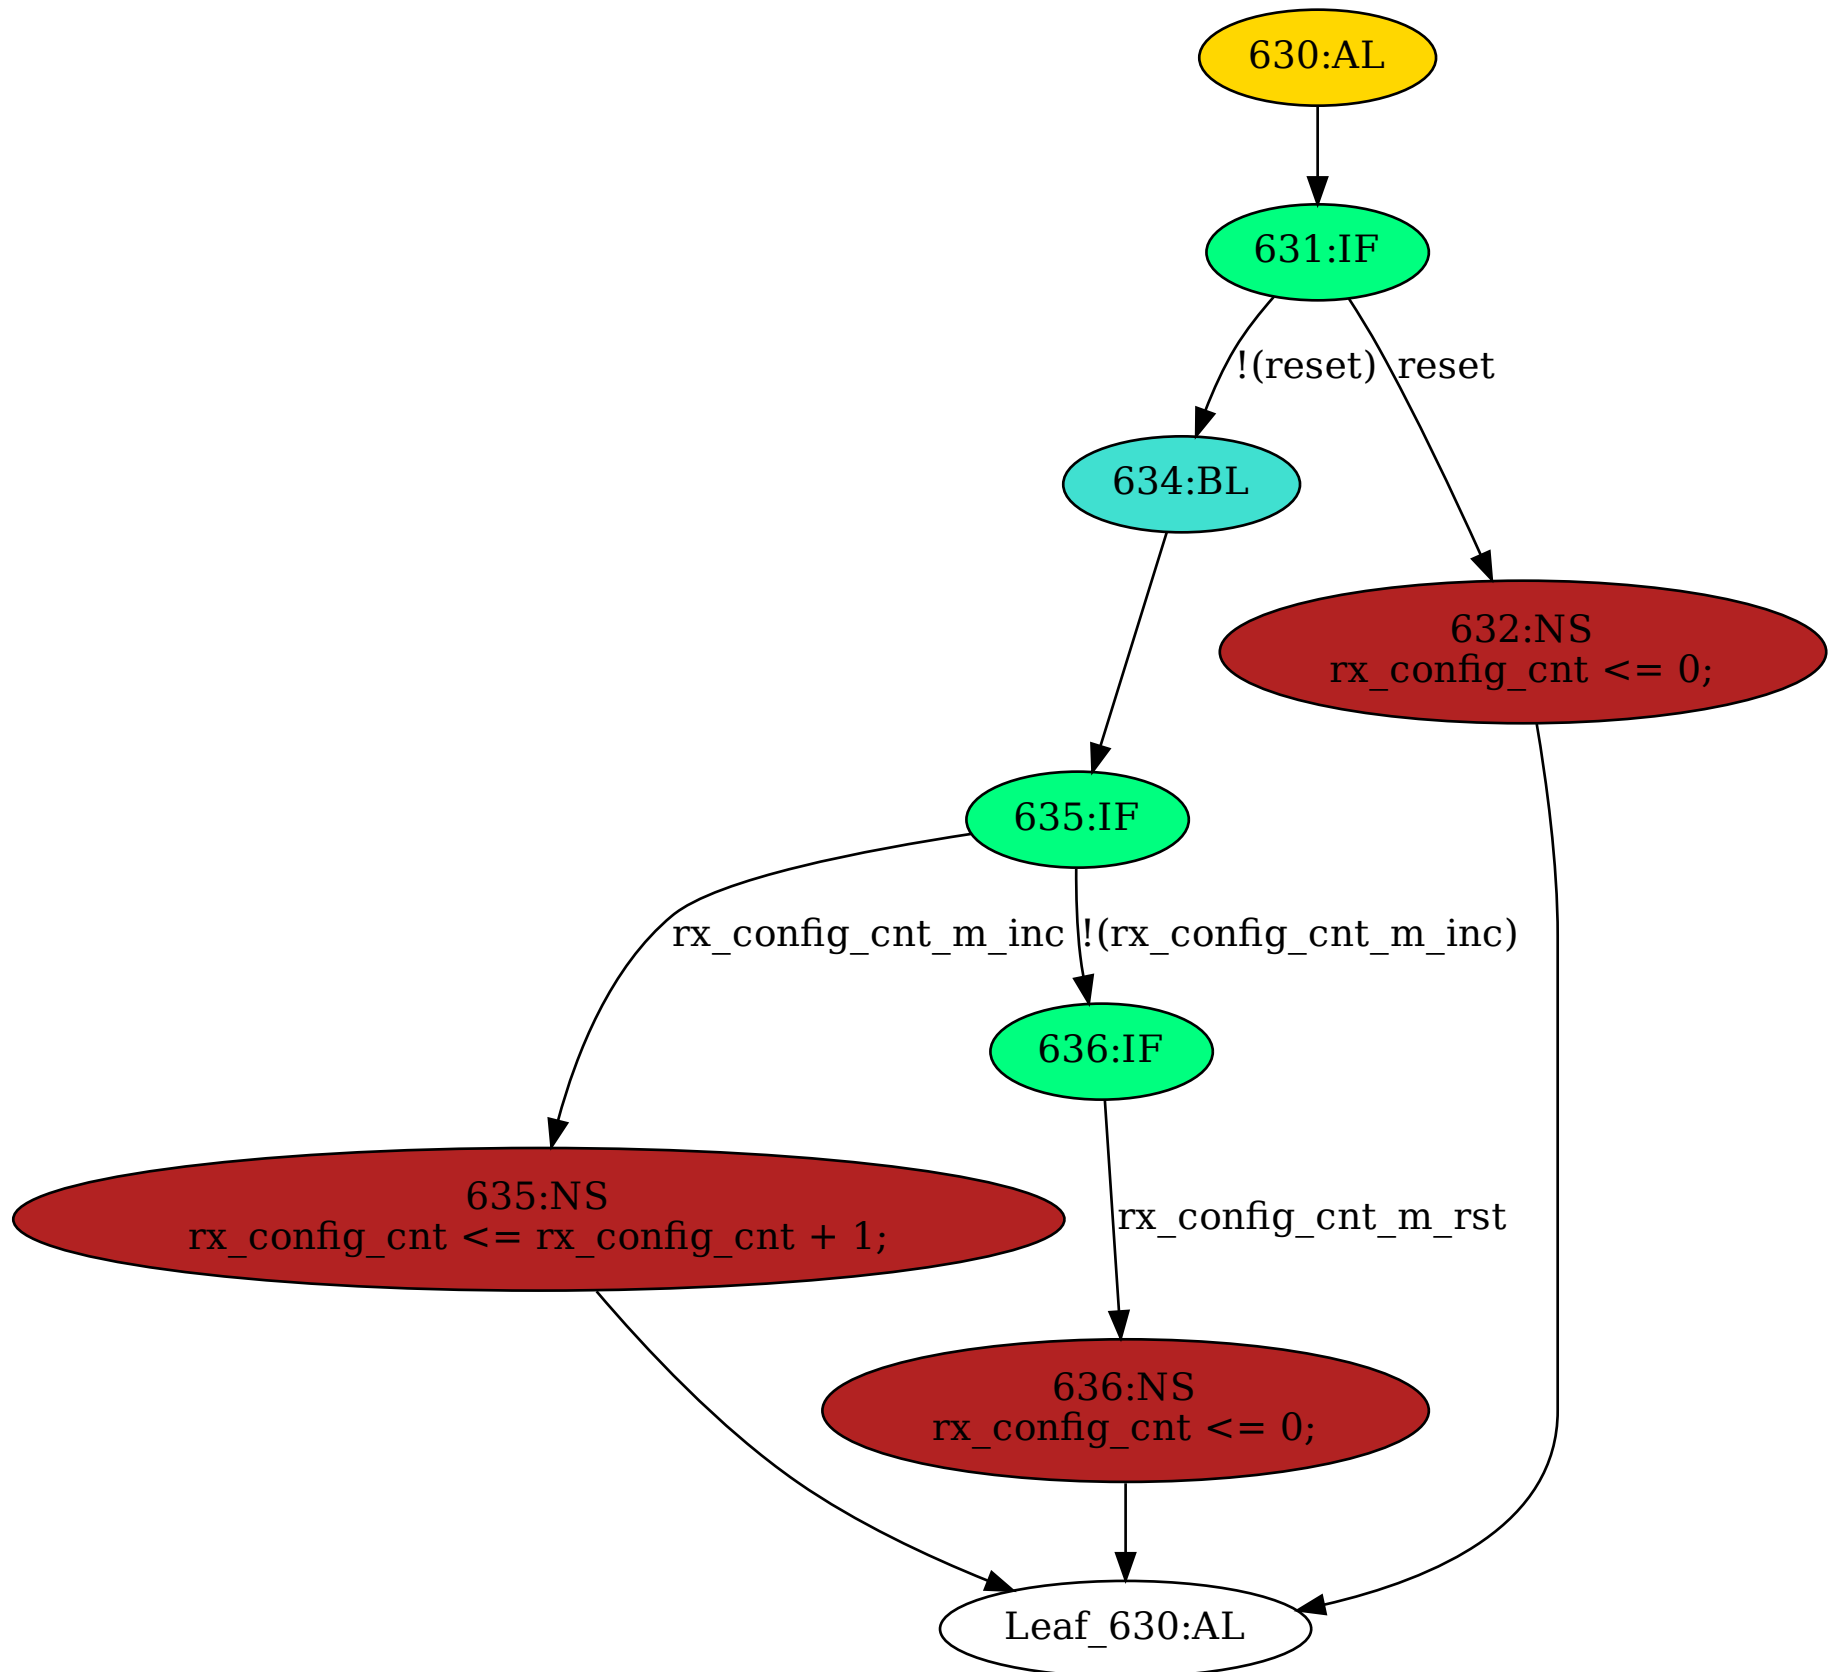 630:AL
631:IF
!(reset)
reset
634:BL
632:NS
rx_config_cnt <= 0;
635:IF
rx_config_cnt_m_inc
!(rx_config_cnt_m_inc)
636:IF
635:NS
rx_config_cnt <= rx_config_cnt + 1;
rx_config_cnt_m_rst
636:NS
rx_config_cnt <= 0;
Leaf_630:AL